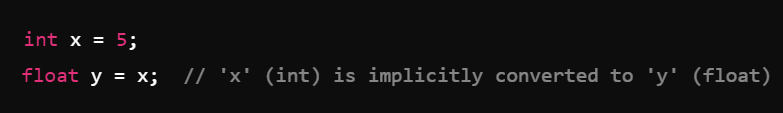 int x = 5;
float y = x;  // 'x' (int) is implicitly converted to 'y' (float)